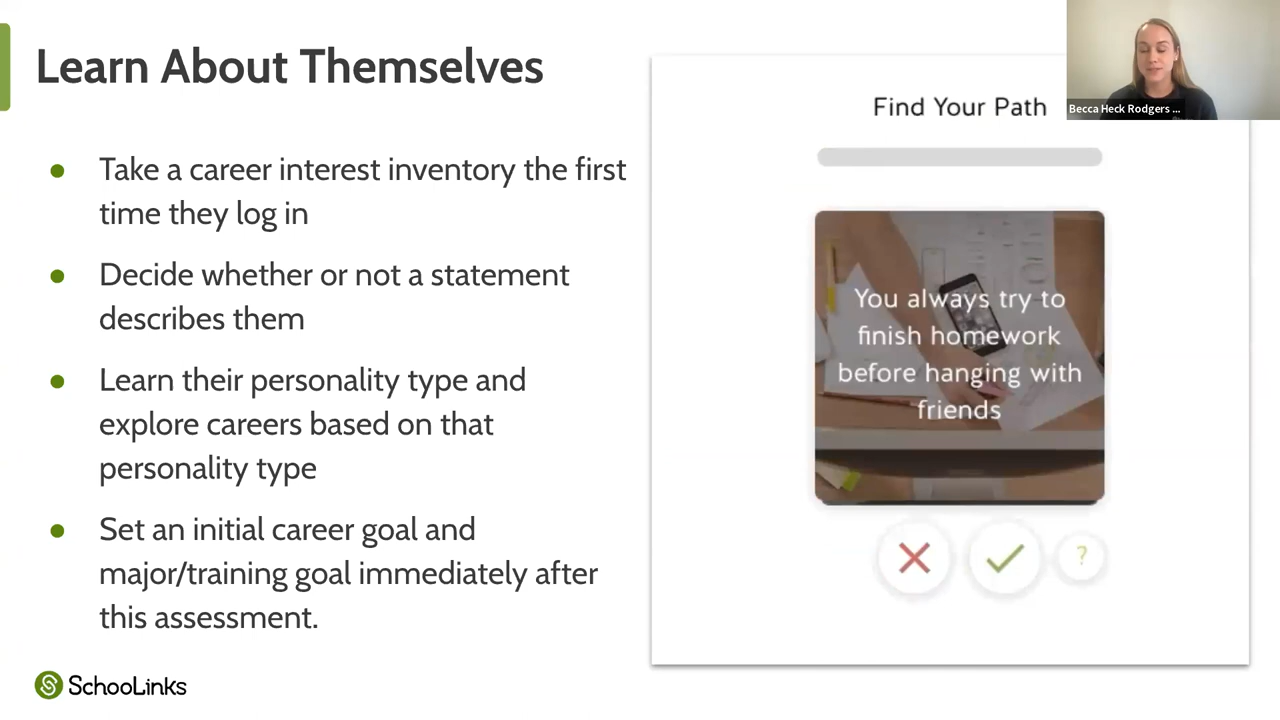 Learn About Themselves
Take a career interest inventory the first
time they log in
Decide whether or not a statement
describes them
Learn their personality type and
explore careers based on that
personality type
Set an initial career goal and
major/training goal immediately after
this assessment.
SchooLinks
Find Your Path
You always try to
finish homework
before hanging with
friends
?
Becca Heck Rodgers ...